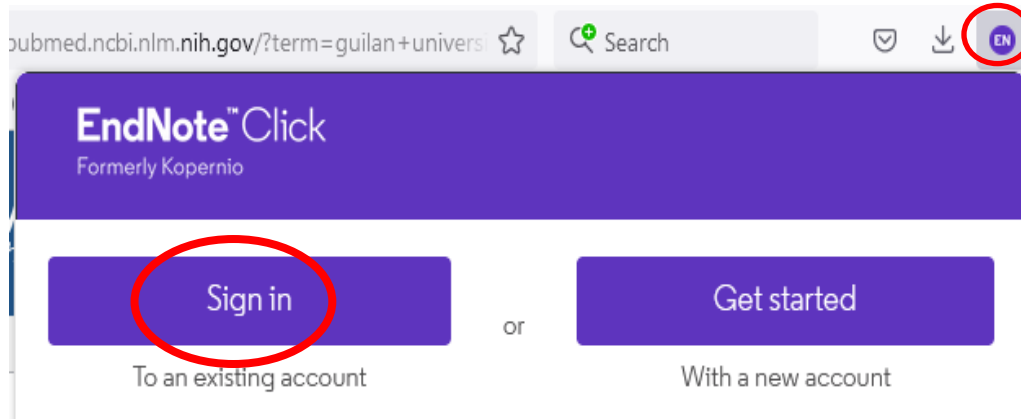 pubmed.ncbi.nlm.nih.gov/?term=guilan+univers Search EN
EndNote™ Click
Formerly Kopernio
Sign in or Get started
To an existing account With a new account